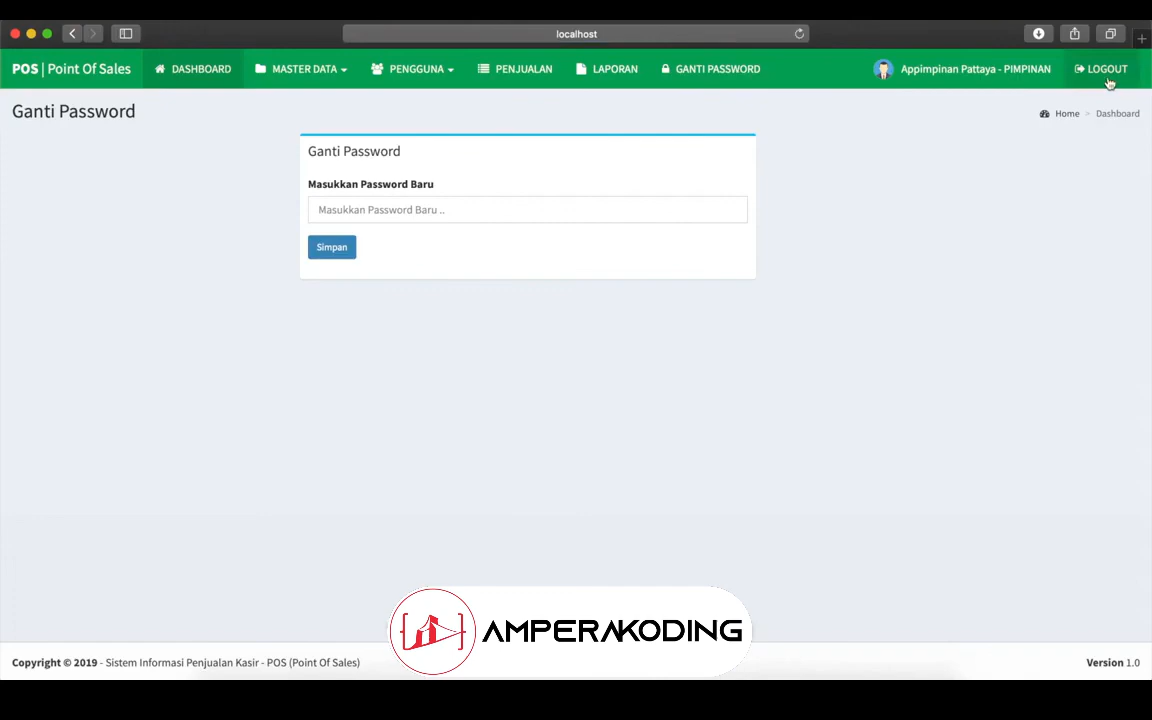 localhost
POS | Point Of Sales DASHBOARD MASTER DATA PENGGUNA PENJUALAN LAPORAN GANTI PASSWORD Appimpinan Pattaya - PIMPINAN LOGOUT
Ganti Password
Home > Dashboard
Ganti Password
Masukkan Password Baru
Masukkan Password Baru ..
Simpan
AMPERAKODING
Copyright © 2019 - Sistem Informasi Penjualan Kasir - POS (Point Of Sales)
Version 1.0